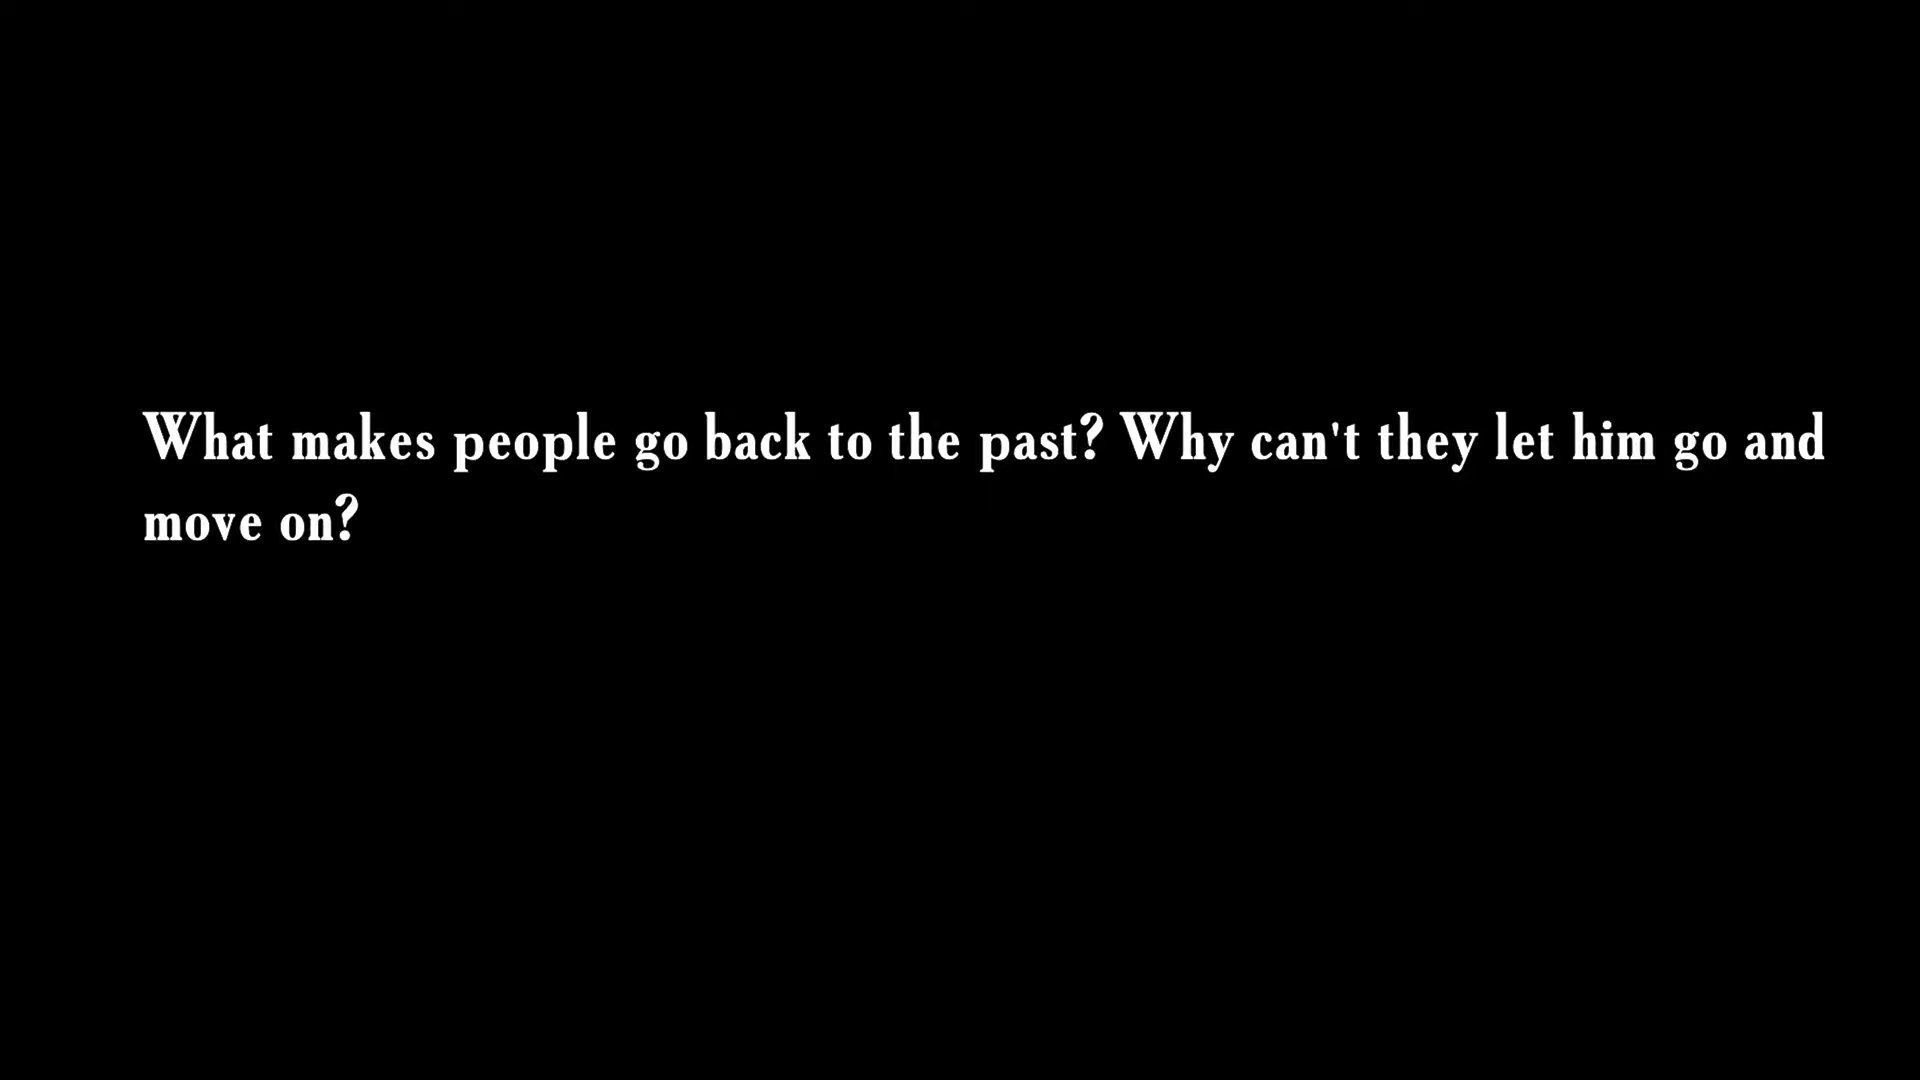 What makes people go back to the past? Why can't they let him go and
move on?